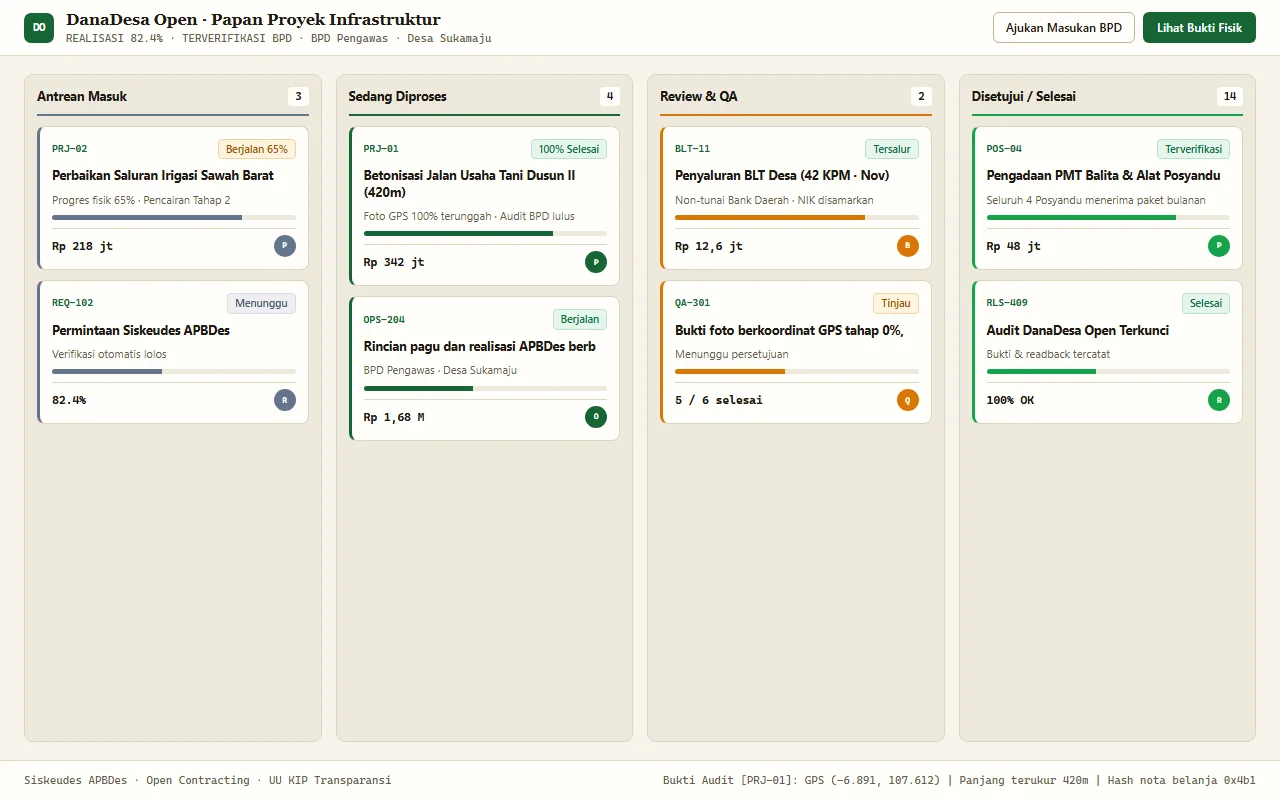 DO
DanaDesa Open · Papan Proyek Infrastruktur
REALISASI 82.4% · TERVERIFIKASI BPD · BPD Pengawas · Desa Sukamaju
Ajukan Masukan BPD
Lihat Bukti Fisik
Antrean Masuk
3
PRJ-02
Berjalan 65%
Perbaikan Saluran Irigasi Sawah Barat
Progres fisik 65% · Pencairan Tahap 2
Rp 218 jt
P
REQ-102
Menunggu
Permintaan Siskeudes APBDes
Verifikasi otomatis lolos
82.4%
R
Sedang Diproses
4
PRJ-01
100% Selesai
Betonisasi Jalan Usaha Tani Dusun II
(420m)
Foto GPS 100% terunggah · Audit BPD lulus
Rp 342 jt
P
OPS-204
Berjalan
Rincian pagu dan realisasi APBDes berb
BPD Pengawas · Desa Sukamaju
Rp 1,68 M
O
Review & QA
2
BLT-11
Tersalur
Penyaluran BLT Desa (42 KPM · Nov)
Non-tunai Bank Daerah · NIK disamarkan
Rp 12,6 jt
B
QA-301
Tinjau
Bukti foto berkoordinat GPS tahap 0%,
Menunggu persetujuan
5 / 6 selesai
Q
Disetujui / Selesai
14
POS-04
Terverifikasi
Pengadaan PMT Balita & Alat Posyandu
Seluruh 4 Posyandu menerima paket bulanan
Rp 48 jt
P
RLS-409
Selesai
Audit DanaDesa Open Terkunci
Bukti & readback tercatat
100% OK
R
Siskeudes APBDes · Open Contracting · UU KIP Transparansi
Bukti Audit [PRJ-01]: GPS (-6.891, 107.612) | Panjang terukur 420m | Hash nota belanja 0x4b1